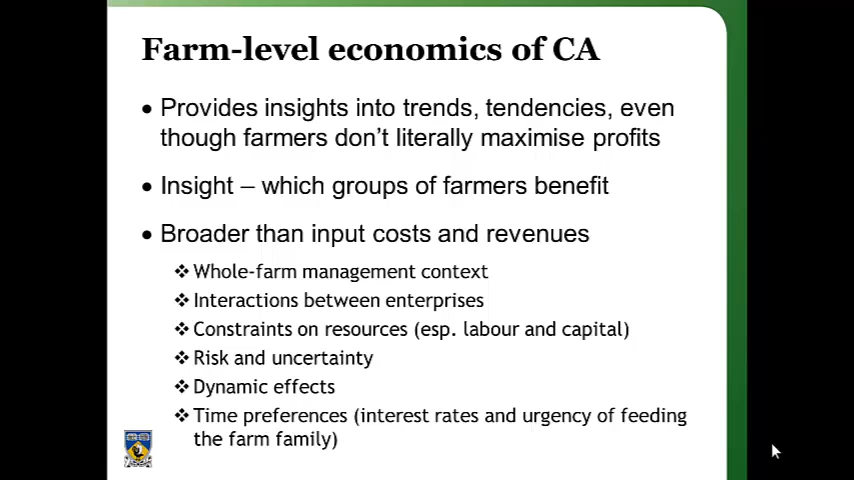 Farm-level economics of CA
• Provides insights into trends, tendencies, even
though farmers don't literally maximise profits
• Insight – which groups of farmers benefit
• Broader than input costs and revenues
❖ Whole-farm management context
❖ Interactions between enterprises
❖ Constraints on resources (esp. labour and capital)
❖ Risk and uncertainty
❖ Dynamic effects
❖ Time preferences (interest rates and urgency of feeding
the farm family)